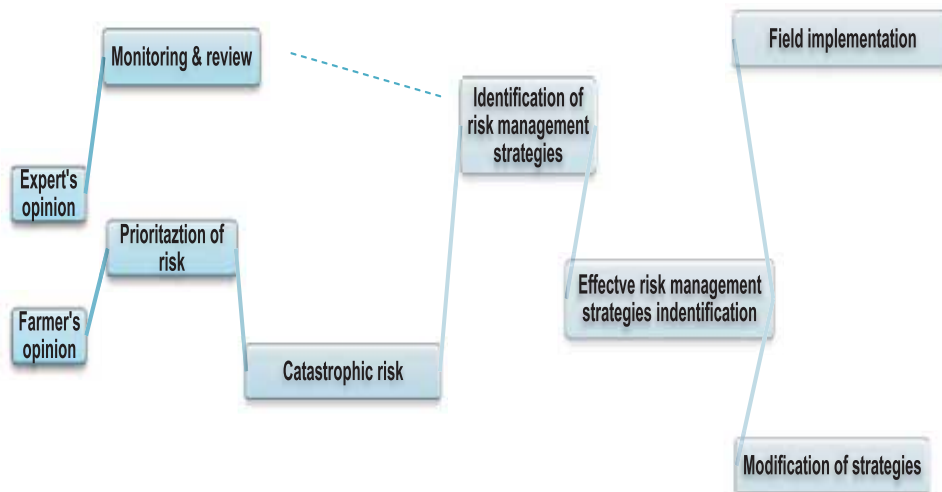 Monitoring & review
Field implementation
Identification of
risk management
strategies
Expert's
opinion
Prioritaztion of
risk
Effectve risk management
strategies indentification
Farmer's
opinion
Catastrophic risk
Modification of strategies